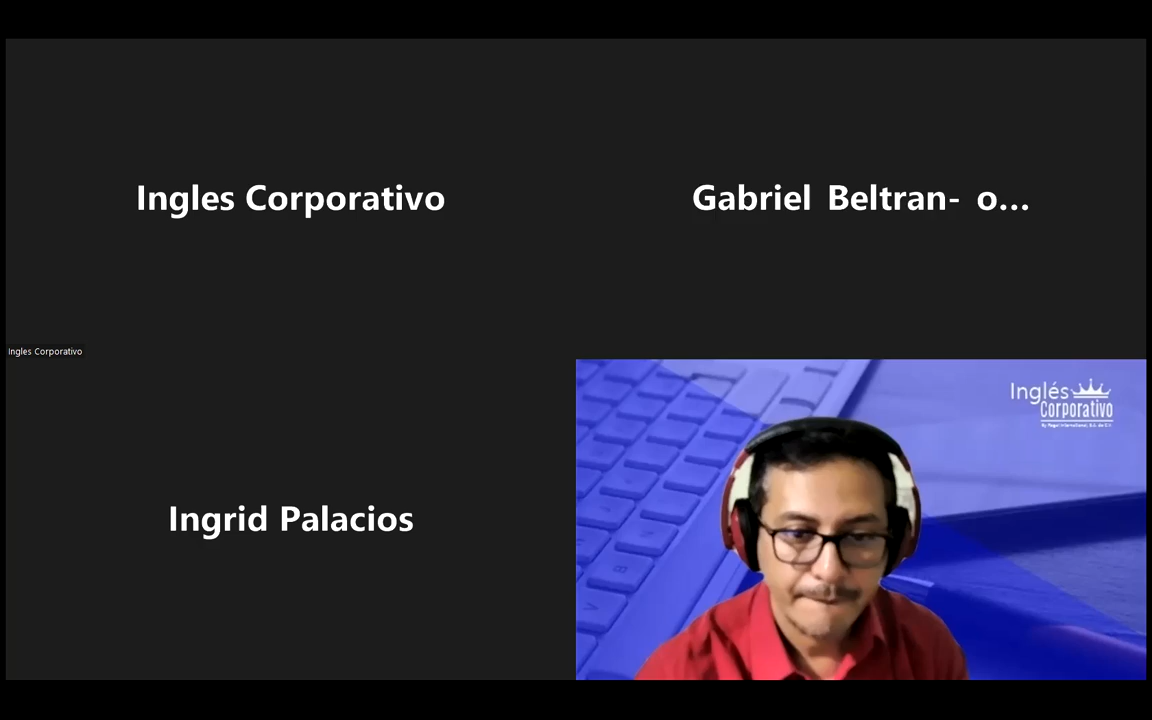 Ingles Corporativo
Gabriel Beltran- o...
Ingles Corporativo
Inglés
Corporativo
Ingrid Palacios